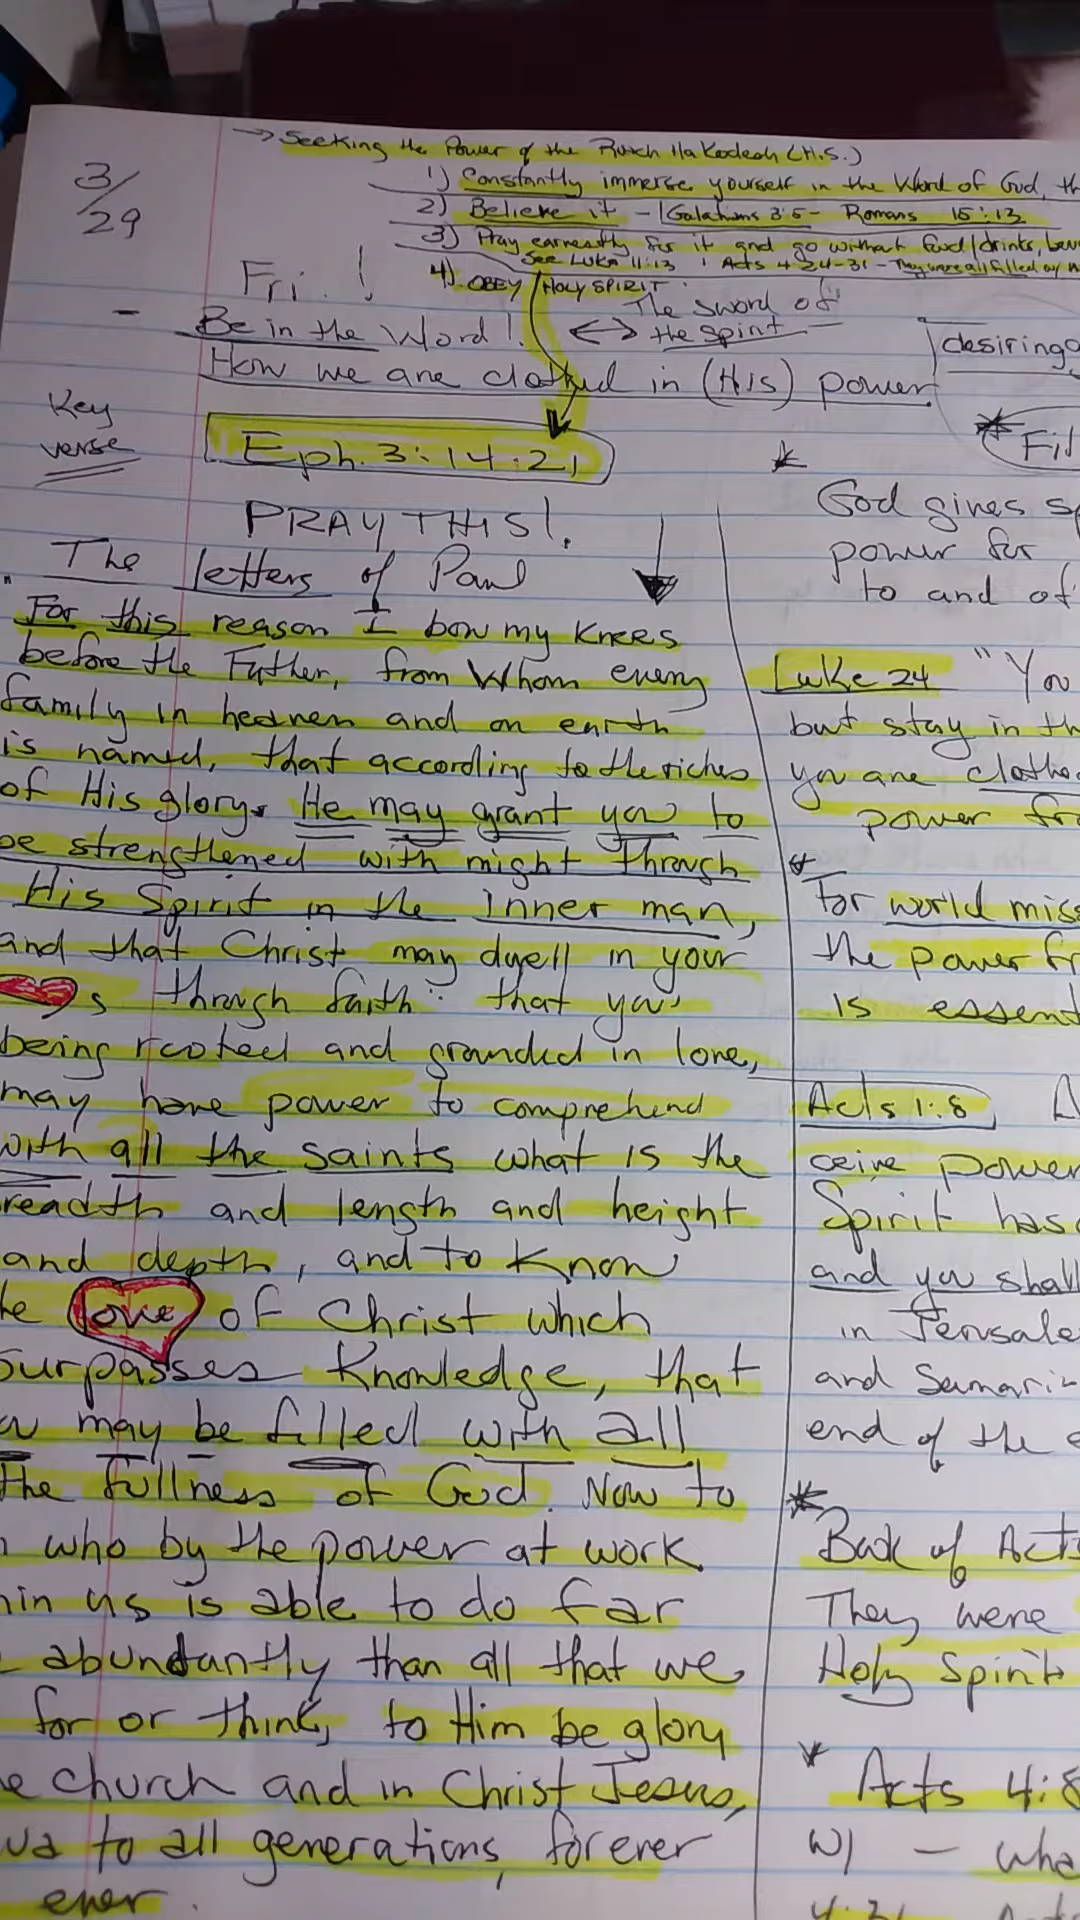 → Seeking the Power of the Ruach Ha Kodesh (H.S.)
1) Constantly immerse yourself in the Word of God, th
2) Believe it - Galatians 3:5 - Romans 15:13
3) Pray earnestly for it and go without food/drinks,
See Luke 11:13 Acts 4:24-31 - They were all filled w/
4) OBEY HOLY SPIRIT
3/29
Fri. !
- Be in the Word! ↔ The sword of the spirit
How we are clothed in (His) power
Key verse
Eph. 3:14-21
PRAY THIS!
The letters of Paul
"For this reason I bow my knees
before the Father, from Whom every
family in heaven and on earth
is named, that according to the riches
of His glory. He may grant you to
be strengthened with might through
His Spirit in the Inner man,
and that Christ may dwell in your
s through faith: that you
being rooted and grounded in love,
may have power to comprehend
with all the saints what is the
readth and length and height
and depth, and to know
he love of Christ which
surpasses Knowledge, that
u may be filled with all
the fullness of God. Now to
who by the power at work
hin us is able to do far
abundantly than all that we
for or think, to Him be glory
e church and in Christ Jesus,
to all generations, forever
ever.
desiring
* Fil
* God gives s
power for
to and of
Luke 24 "You
but stay in th
you are clothe
power fro
* For world miss
the power fr
is essent
Acts 1:8
ceive power
Spirit has
and you shall
in Jerusale
and Samari
end of the
* Book of Acts
They were
Holy Spirit
* Acts 4:8
w/ - wha
4:31